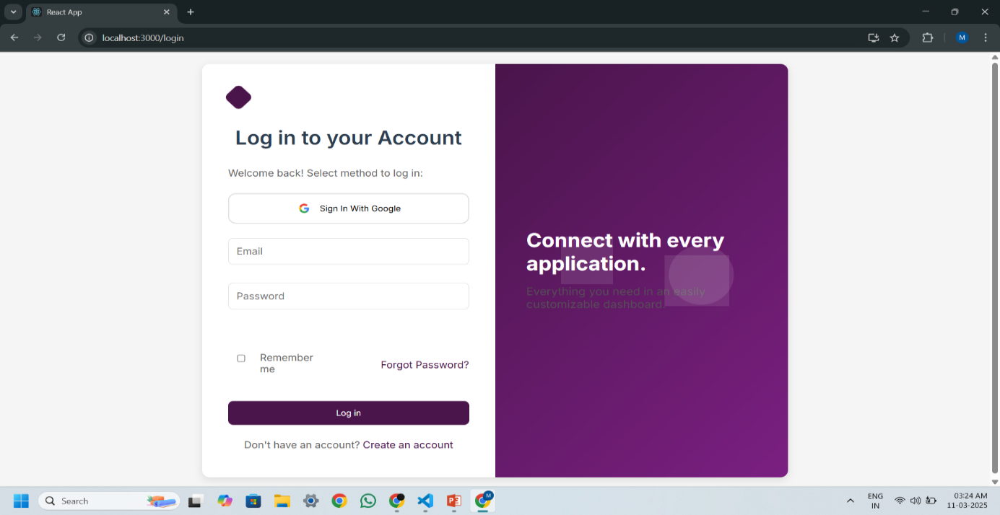 React App
localhost:3000/login
M
Log in to your Account
Welcome back! Select method to log in:
Sign In With Google
Email
Password
Remember
me
Forgot Password?
Log in
Don't have an account? Create an account
Connect with every
application.
Everything you need in an easily
customizable dashboard.
Search
M
ENG
IN
03:24 AM
11-03-2025